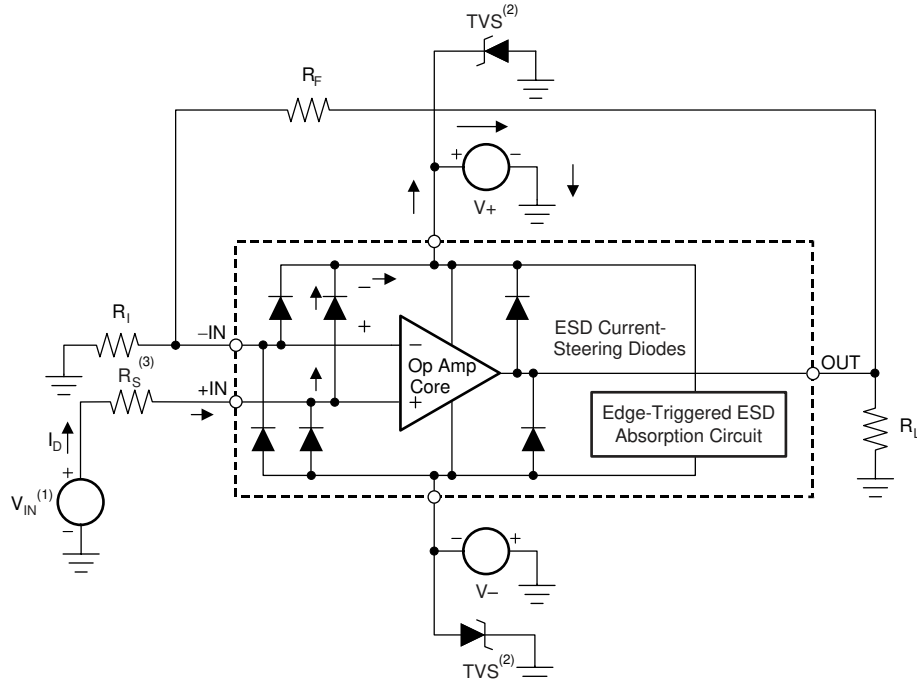 TVS(2)
RF
+ −
V+
RI
−IN
−
+
(3)
RS
+IN
ID
+
VIN(1)
−
−
Op Amp
Core
+
ESD Current-
Steering Diodes
OUT
Edge-Triggered ESD
Absorption Circuit
RL
− +
V−
TVS(2)